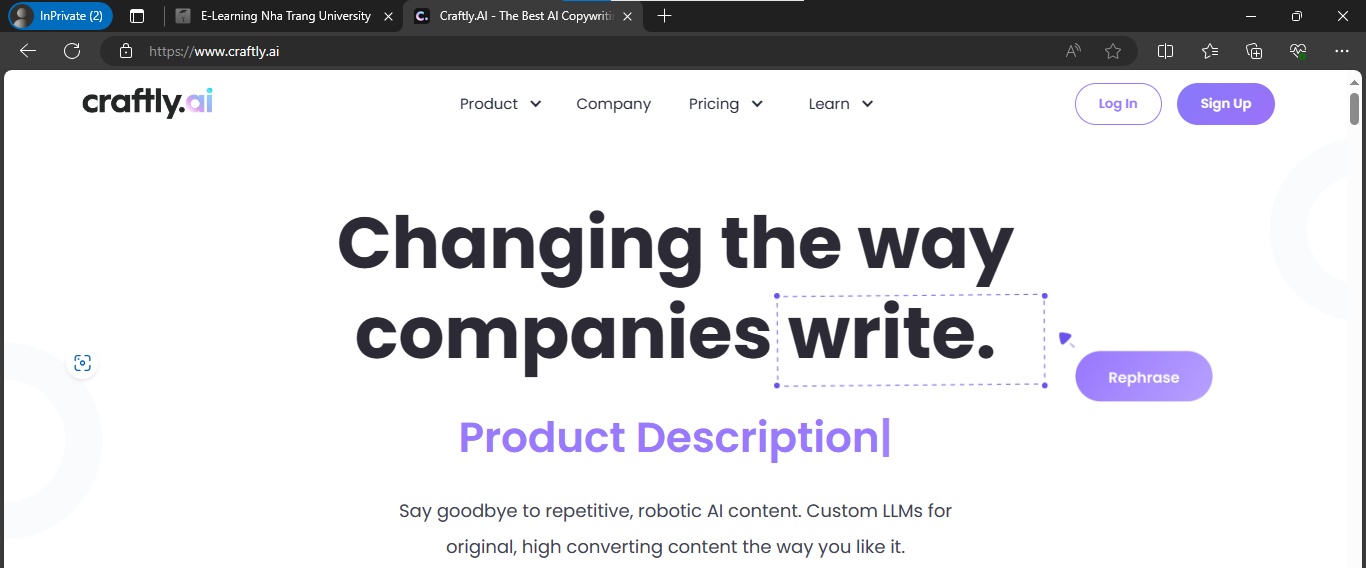 InPrivate (2)
E-Learning Nha Trang University
Craftly.AI - The Best AI Copywriti
https://www.craftly.ai
craftly.ai
Product
Company
Pricing
Learn
Log In
Sign Up
Changing the way
companies write.
Rephrase
Product Description|
Say goodbye to repetitive, robotic AI content. Custom LLMs for
original, high converting content the way you like it.